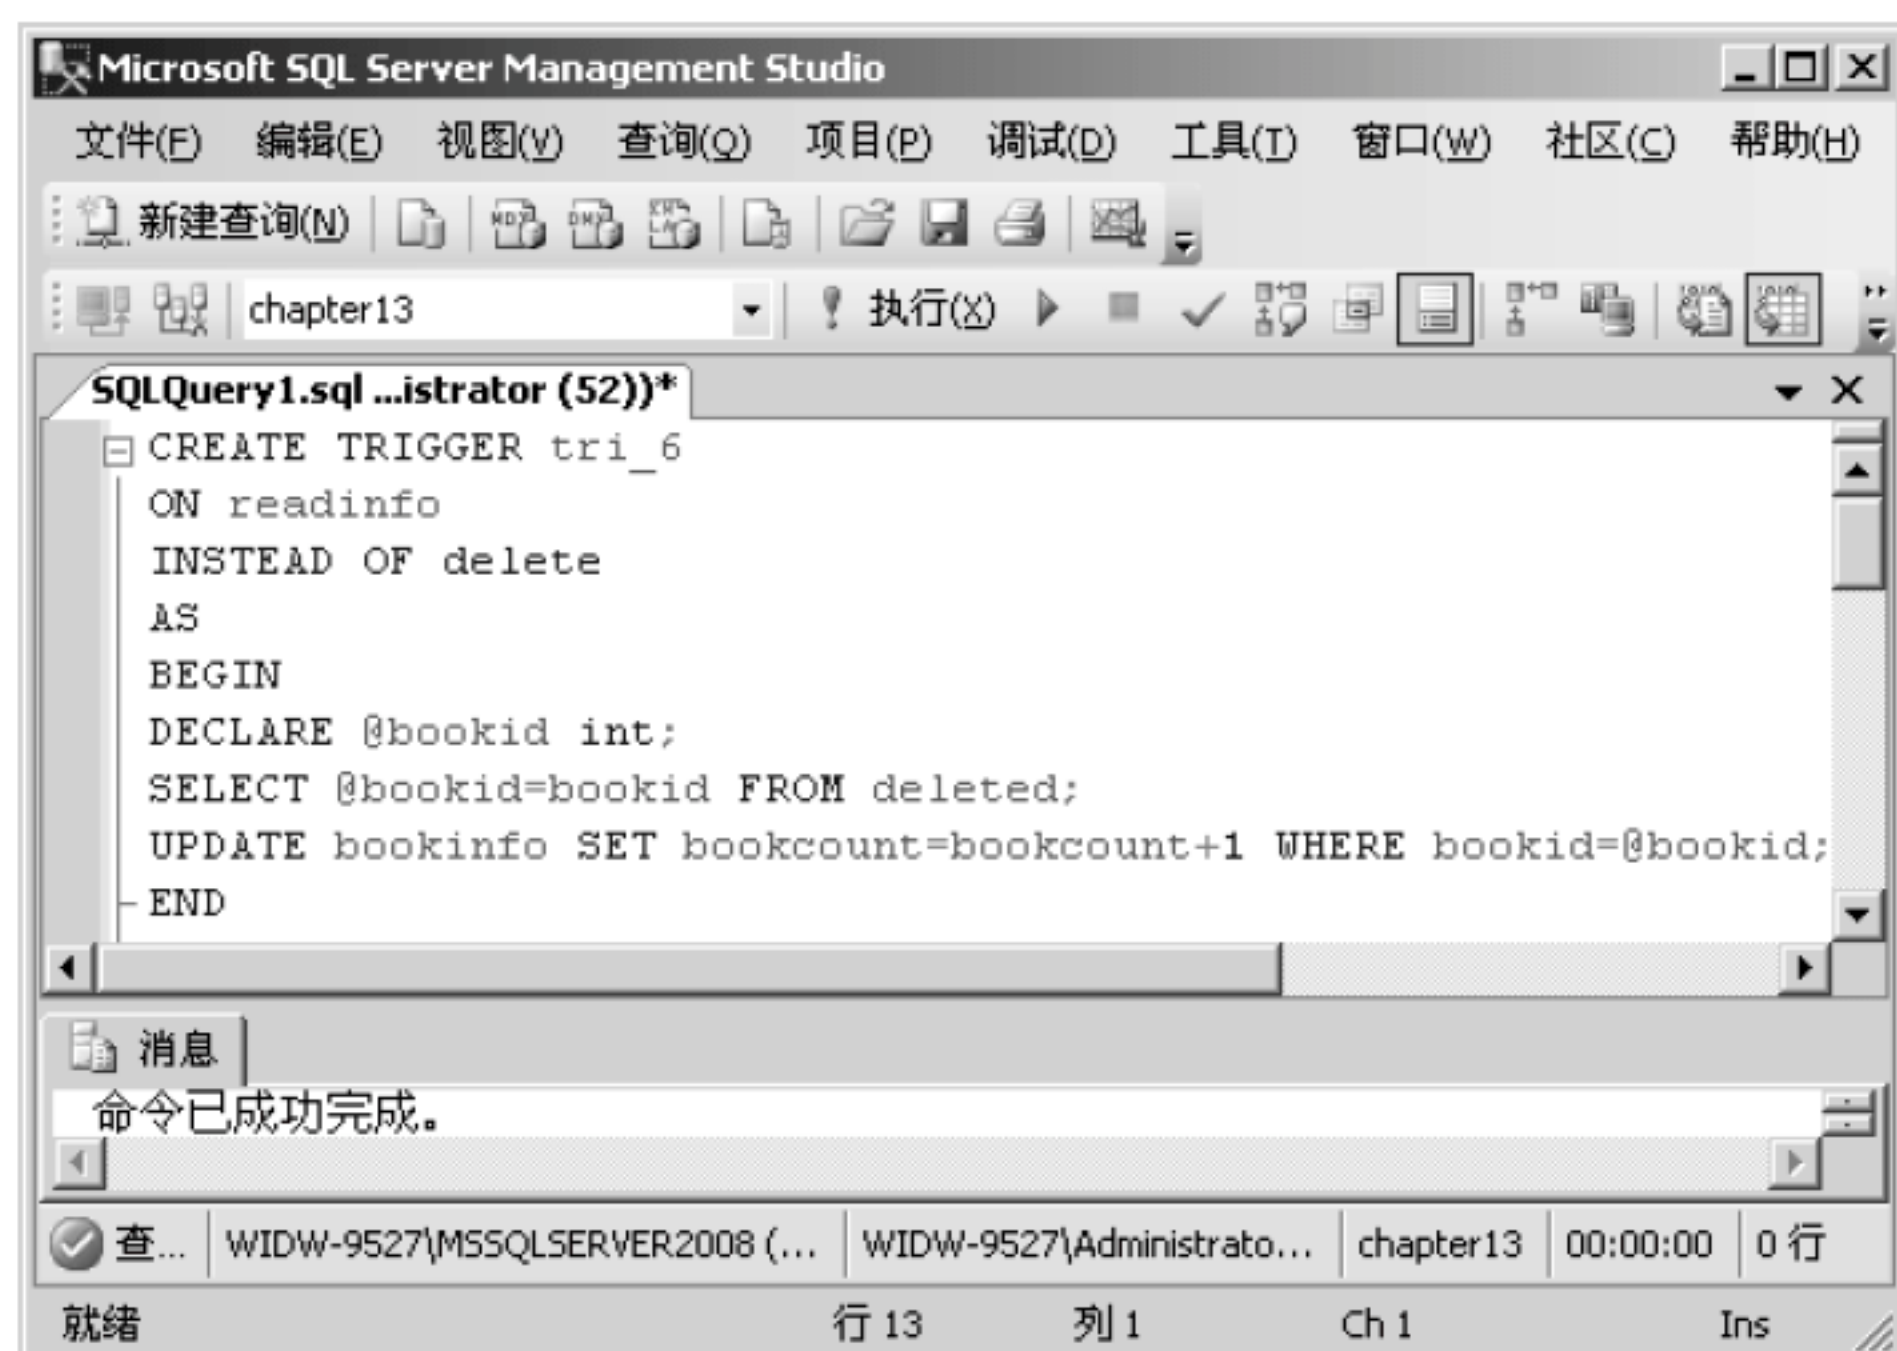 Microsoft SQL Server Management Studio
文件(F) 编辑(E) 视图(V) 查询(Q) 项目(P) 调试(D) 工具(T) 窗口(W) 社区(C) 帮助(H)
新建查询(N)
chapter13 执行(X)
SQLQuery1.sql ...istrator (52))*
CREATE TRIGGER tri_6
ON readinfo
INSTEAD OF delete
AS
BEGIN
DECLARE @bookid int;
SELECT @bookid=bookid FROM deleted;
UPDATE bookinfo SET bookcount=bookcount+1 WHERE bookid=@bookid;
END
消息
命令已成功完成。
查... WIDW-9527\MSSQLSERVER2008 (... WIDW-9527\Administrato... chapter13 00:00:00 0 行
就绪 行 13 列 1 Ch 1 Ins